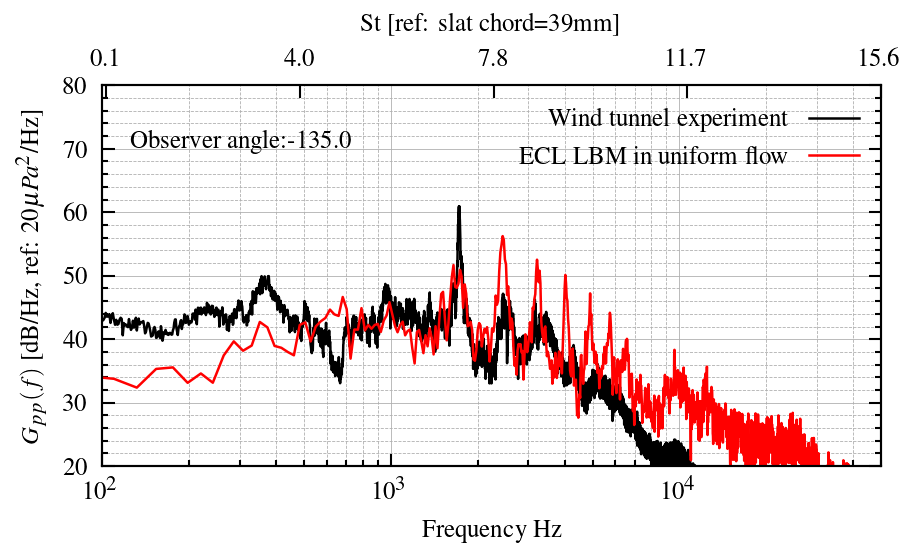 St [ref: slat chord=39mm]
0.1 4.0 7.8 11.7 15.6
80
Wind tunnel experiment
Observer angle:-135.0
70
ECL LBM in uniform flow
60
50
40
30
20
G_{pp}(f) [dB/Hz, ref: 20μPa²/Hz]
10² 10³ 10⁴
Frequency Hz